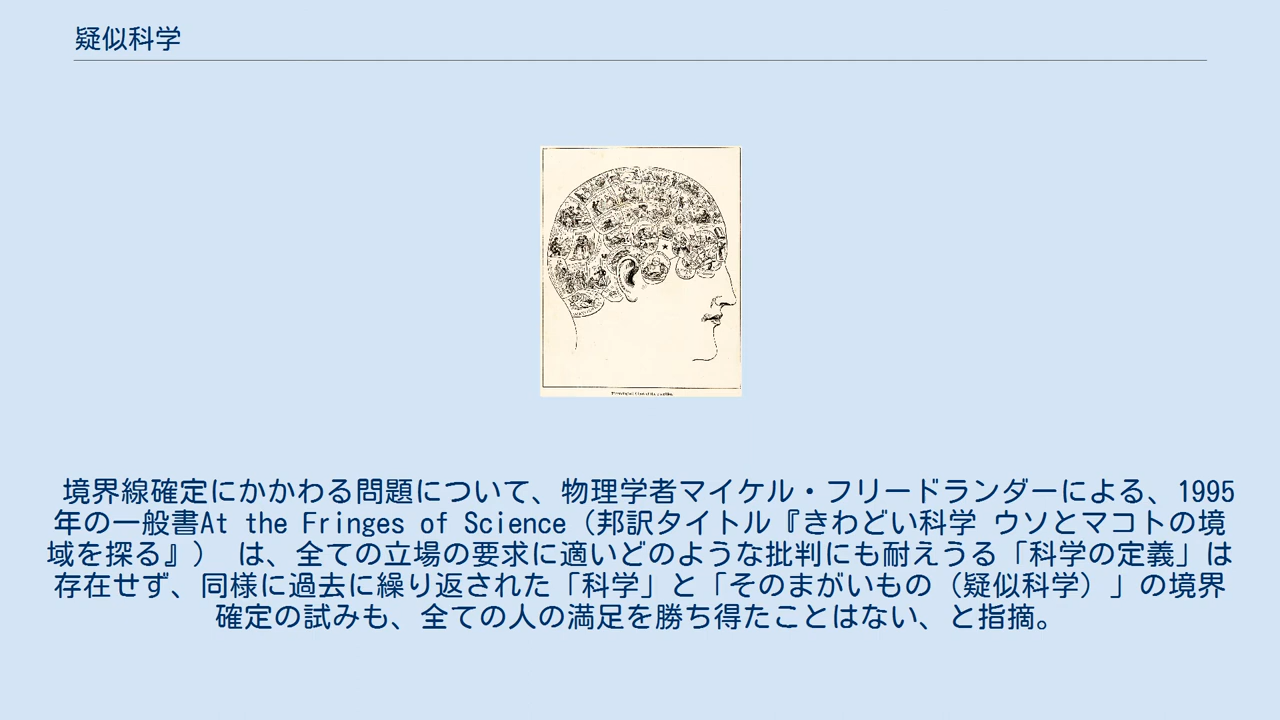 疑似科学
境界線確定にかかわる問題について、物理学者マイケル・フリードランダーによる、1995
年の一般書At the Fringes of Science（邦訳タイトル『きわどい科学 ウソとマコトの境
域を探る』） は、全ての立場の要求に適いどのような批判にも耐えうる「科学の定義」は
存在せず、同様に過去に繰り返された「科学」と「そのまがいもの（疑似科学）」の境界
確定の試みも、全ての人の満足を勝ち得たことはない、と指摘。